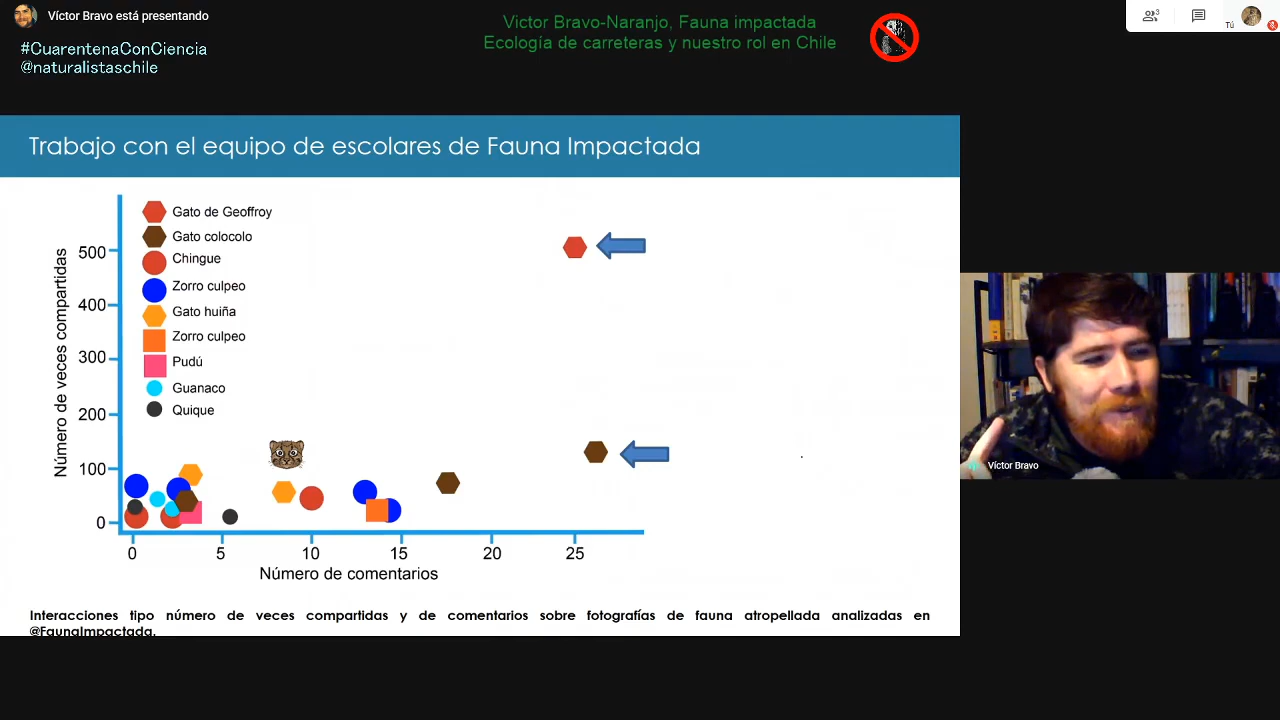 Víctor Bravo está presentando
#CuarentenaConCiencia
@naturalistaschile
Victor Bravo-Naranjo, Fauna impactada
Ecología de carreteras y nuestro rol en Chile
3
Tú
Trabajo con el equipo de escolares de Fauna Impactada
Número de veces compartidas
500
400
300
200
100
0
Gato de Geoffroy
Gato colocolo
Chingue
Zorro culpeo
Gato huiña
Zorro culpeo
Pudú
Guanaco
Quique
0 5 10 15 20 25
Número de comentarios
Interacciones tipo número de veces compartidas y de comentarios sobre fotografías de fauna atropellada analizadas en
@FaunaImpactada.
Víctor Bravo